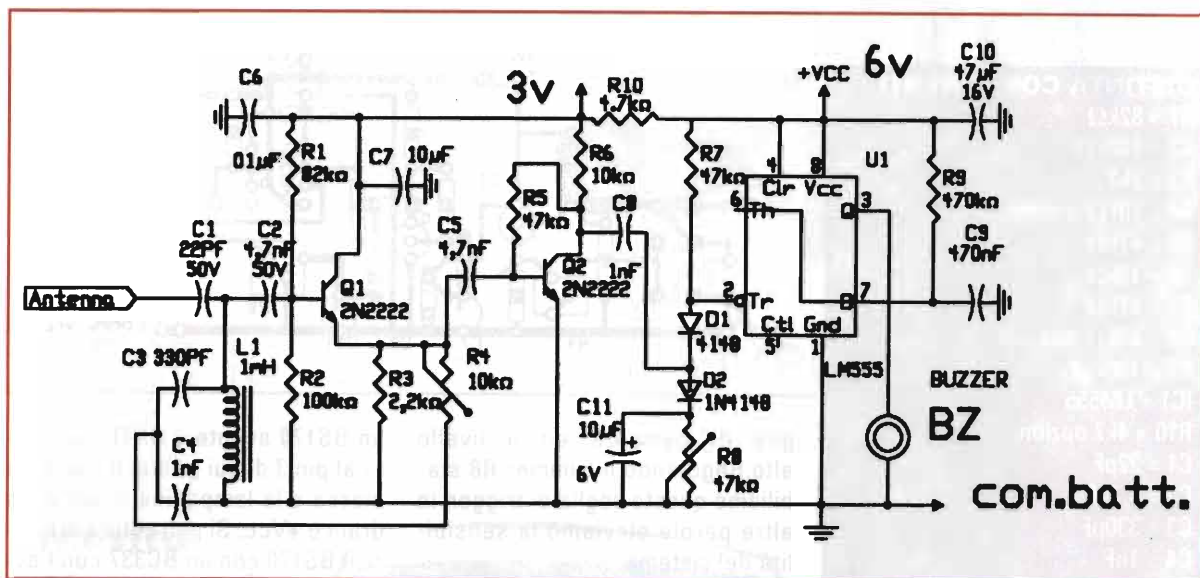 C6
01µF
R1
82kΩ
3v
R10
4.7kΩ
+VCC
6v
C10
47µF
16V
C7
10µF
R6
10kΩ
R5
47kΩ
C8
1nF
R7
47kΩ
4
8
U1
Clr
Vcc
6
Th
3
Q
R9
470kΩ
C9
470nF
C1
22PF
50V
C2
4,7nF
50V
C5
4,7nF
Q1
2N2222
Q2
2N2222
Antenna
2
Tr
7
Ctl
Gnd
5
1
LM555
D1
4148
D2
1N4148
C3 330PF
L1
1mH
R2
100kΩ
R3
2,2kΩ
R4
10kΩ
C4
1nF
C11
10µF
6V
R8
47kΩ
BUZZER
BZ
com.batt.